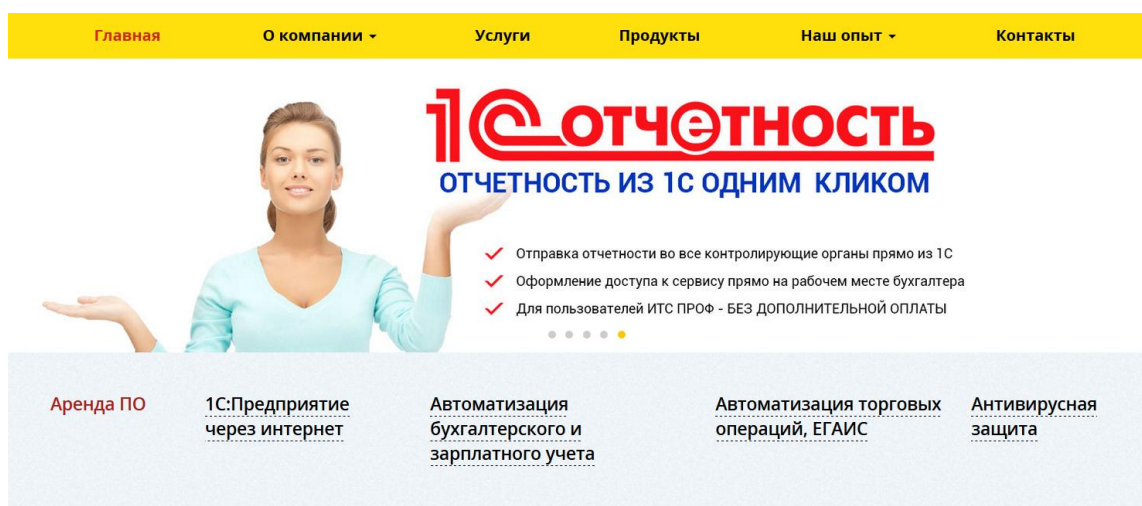 Главная О компании Услуги Продукты Наш опыт Контакты
1С отчетность
ОТЧЕТНОСТЬ ИЗ 1С ОДНИМ КЛИКОМ
Отправка отчетности во все контролирующие органы прямо из 1С
Оформление доступа к сервису прямо на рабочем месте бухгалтера
Для пользователей ИТС ПРОФ - БЕЗ ДОПОЛНИТЕЛЬНОЙ ОПЛАТЫ
Аренда ПО
1С:Предприятие
через интернет
Автоматизация
бухгалтерского и
зарплатного учета
Автоматизация торговых
операций, ЕГАИС
Антивирусная
защита